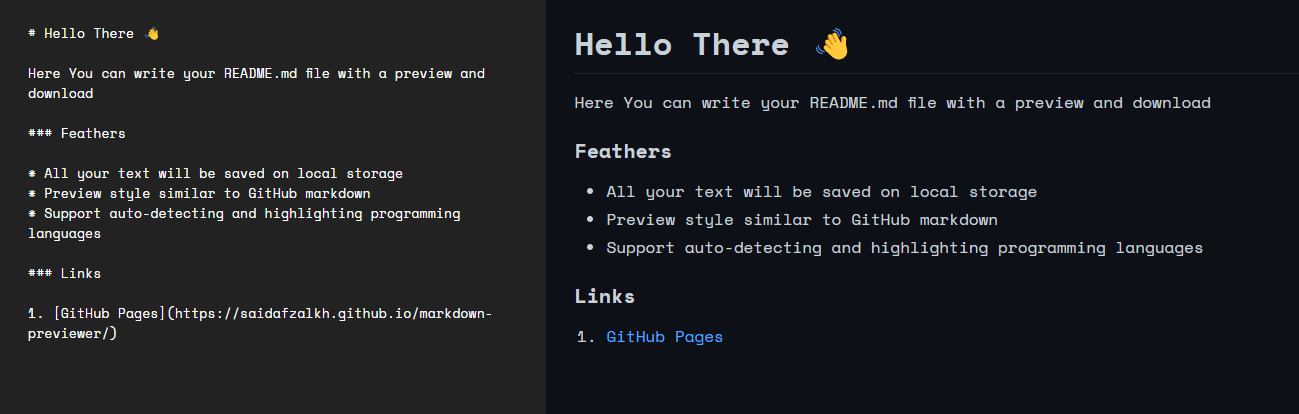 # Hello There 👋
Here You can write your README.md file with a preview and
download
### Feathers
* All your text will be saved on local storage
* Preview style similar to GitHub markdown
* Support auto-detecting and highlighting programming
languages
### Links
1. [GitHub Pages](https://saidafzalkh.github.io/markdown-
previewer/)
Hello There 👋
Here You can write your README.md file with a preview and download
Feathers
• All your text will be saved on local storage
• Preview style similar to GitHub markdown
• Support auto-detecting and highlighting programming languages
Links
1. GitHub Pages